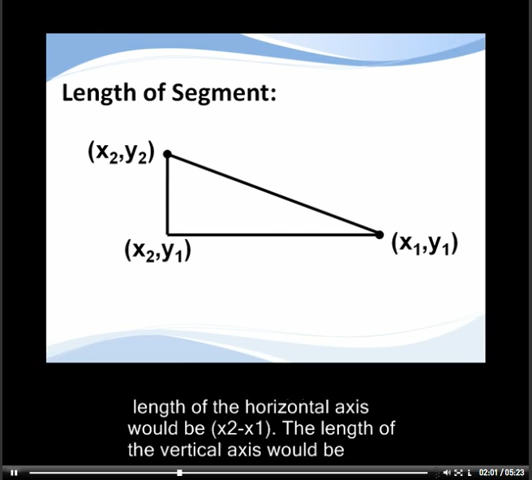 Length of Segment:
(x₂,y₂)
(x₂,y₁)
(x₁,y₁)
length of the horizontal axis
would be (x2-x1). The length of
the vertical axis would be
L 02:01 / 05:23